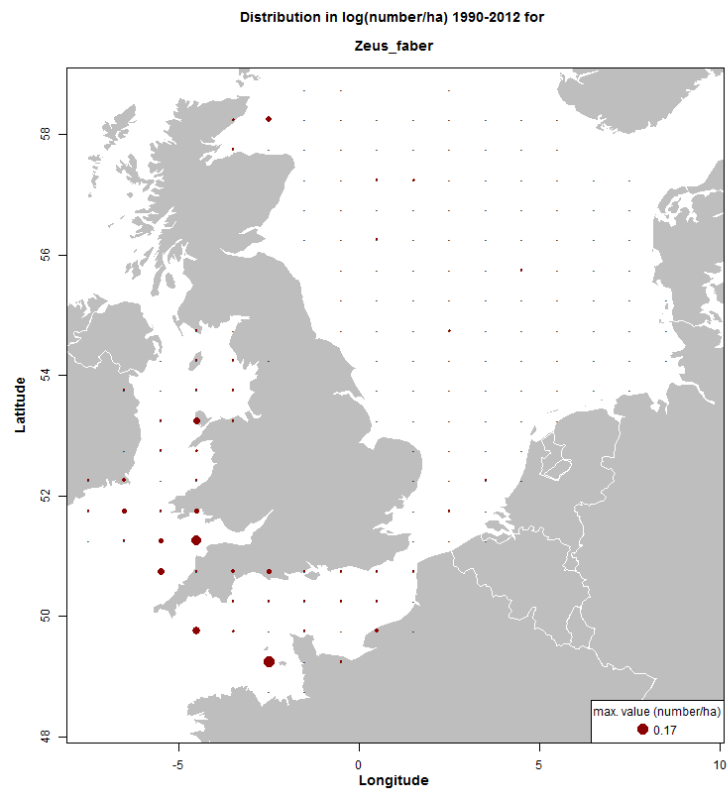 Distribution in log(number/ha) 1990-2012 for
Zeus_faber
58
56
54
52
50
48
Latitude
-5
0
5
10
Longitude
max. value (number/ha)
0.17